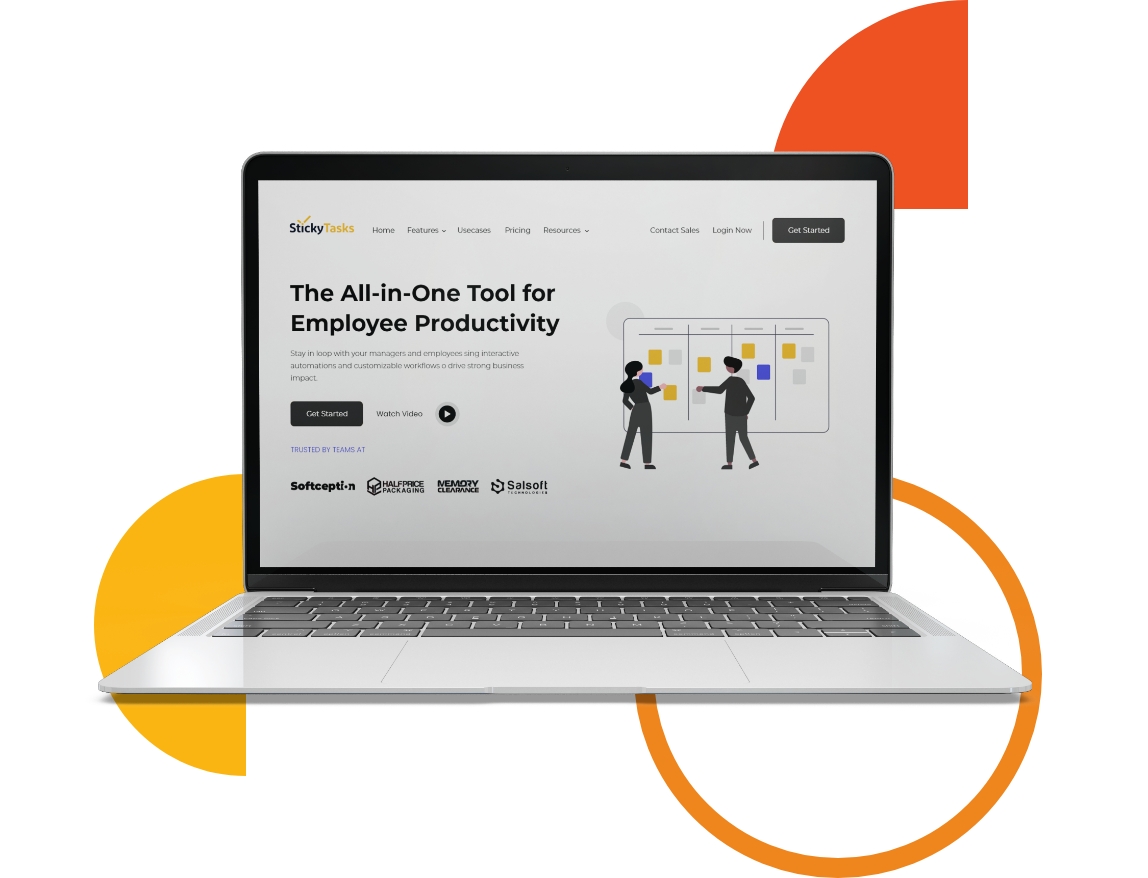 StickyTasks Home Features Usecases Pricing Resources Contact Sales Login Now Get Started
The All-in-One Tool for
Employee Productivity
Stay in loop with your managers and employees sing interactive
automations and customizable workflows o drive strong business
impact.
Get Started Watch Video
TRUSTED BY TEAMS AT
Softception HALFPRICE PACKAGING MEMORY CLEARANCE Salsoft TECHNOLOGIES